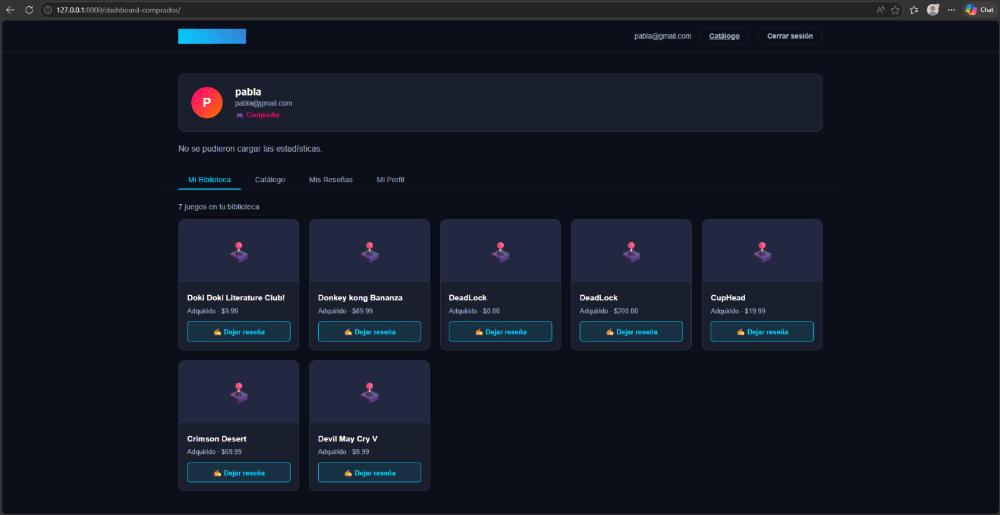 127.0.0.1:8000/dashboard-comprador/
Chat
pabla@gmail.com Catálogo Cerrar sesión
P
pabla
pabla@gmail.com
Comprador
No se pudieron cargar las estadísticas.
Mi Biblioteca Catálogo Mis Reseñas Mi Perfil
7 juegos en tu biblioteca
Doki Doki Literature Club!
Adquirido · $9.99
Dejar reseña
Donkey kong Bananza
Adquirido · $69.99
Dejar reseña
DeadLock
Adquirido · $0.00
Dejar reseña
DeadLock
Adquirido · $200.00
Dejar reseña
CupHead
Adquirido · $19.99
Dejar reseña
Crimson Desert
Adquirido · $69.99
Dejar reseña
Devil May Cry V
Adquirido · $9.99
Dejar reseña